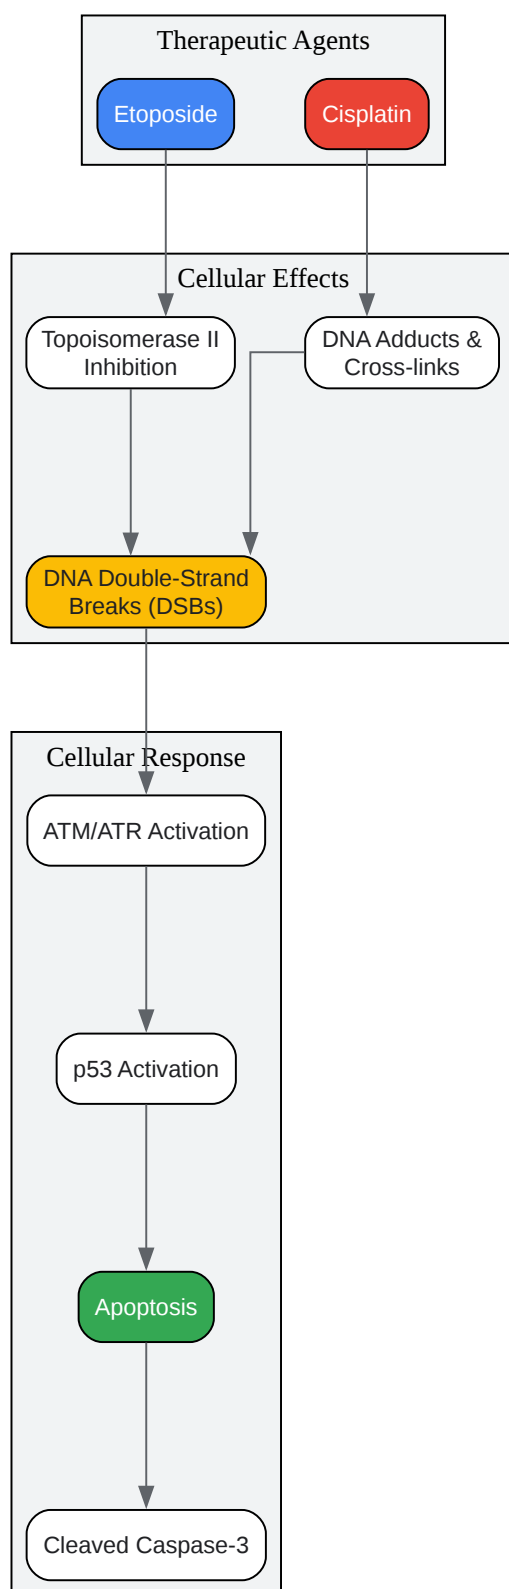 Therapeutic Agents
Etoposide
Cisplatin
Cellular Effects
Topoisomerase II
Inhibition
DNA Adducts &
Cross-links
DNA Double-Strand
Breaks (DSBs)
Cellular Response
ATM/ATR Activation
p53 Activation
Apoptosis
Cleaved Caspase-3